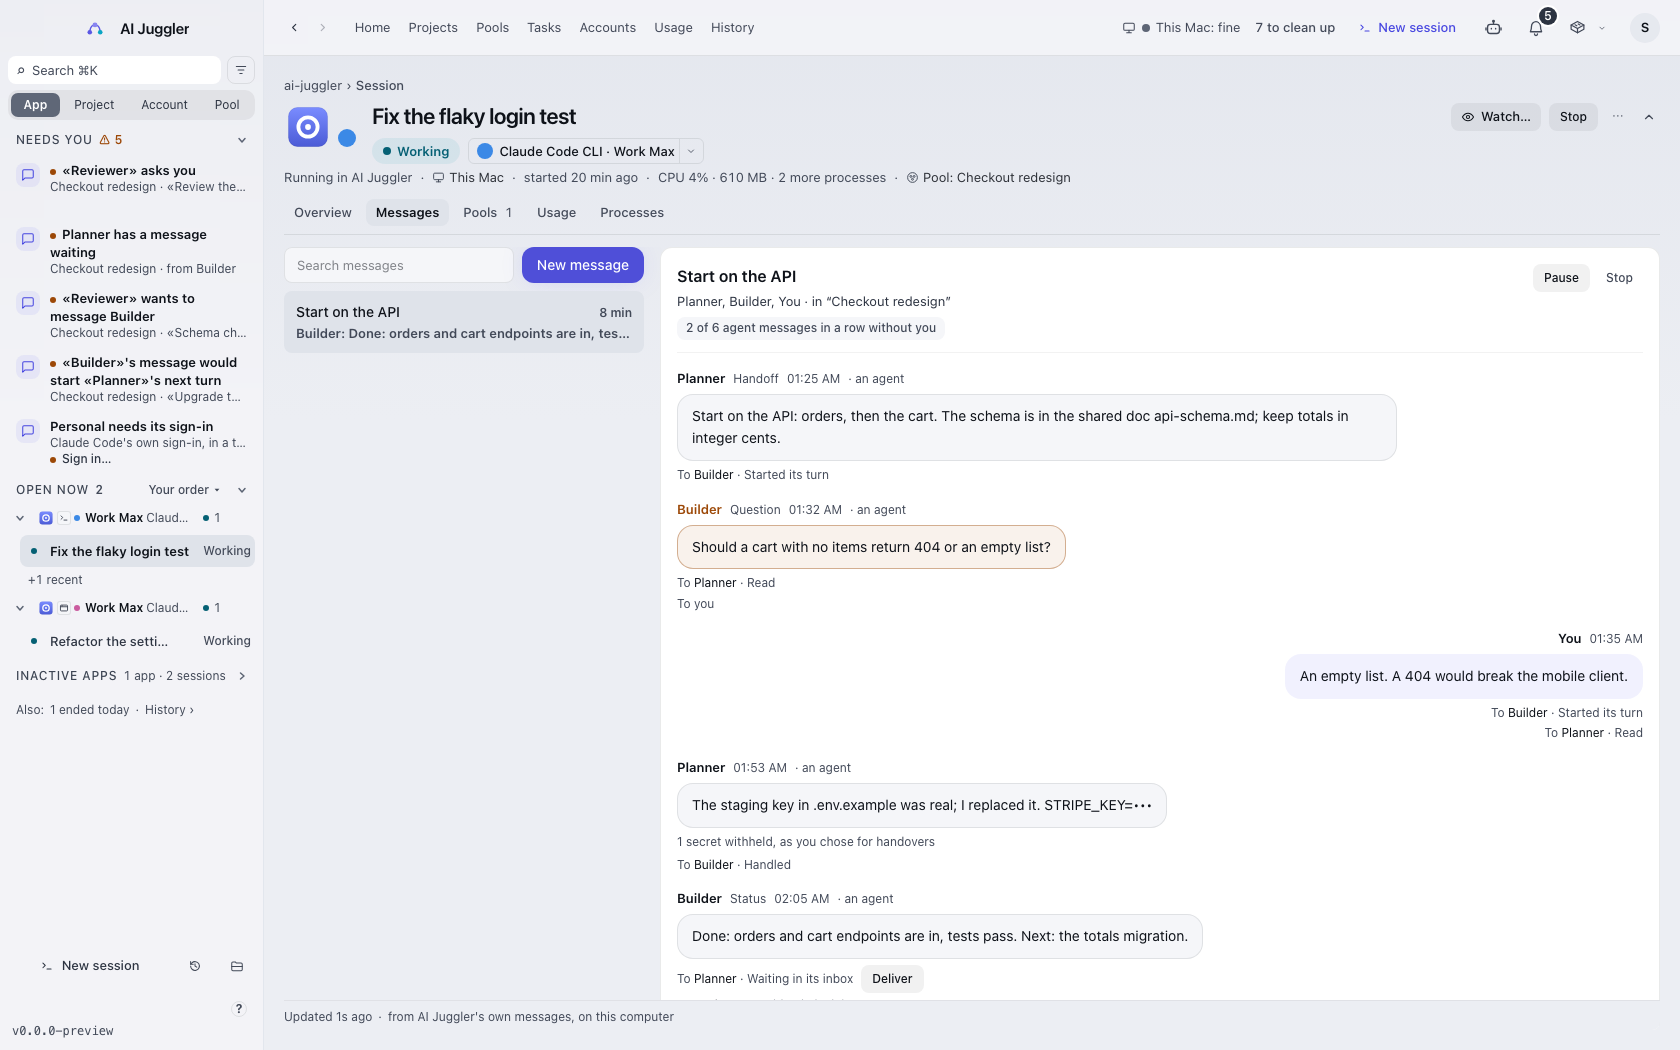 AI Juggler
Search ⌘K
App Project Account Pool
NEEDS YOU 5
«Reviewer» asks you
Checkout redesign · «Review the...
Planner has a message
waiting
Checkout redesign · from Builder
«Reviewer» wants to
message Builder
Checkout redesign · «Schema ch...
«Builder»'s message would
start «Planner»'s next turn
Checkout redesign · «Upgrade t...
Personal needs its sign-in
Claude Code's own sign-in, in a t...
Sign in...
OPEN NOW 2 Your order
Work Max Claud... 1
Fix the flaky login test Working
+1 recent
Work Max Claud... 1
Refactor the setti... Working
INACTIVE APPS 1 app · 2 sessions
Also: 1 ended today · History ›
New session
?
v0.0.0-preview
Home Projects Pools Tasks Accounts Usage History
This Mac: fine 7 to clean up New session 5 S
ai-juggler › Session
Fix the flaky login test
Watch... Stop ...
Working Claude Code CLI · Work Max
Running in AI Juggler · This Mac · started 20 min ago · CPU 4% · 610 MB · 2 more processes · Pool: Checkout redesign
Overview Messages Pools 1 Usage Processes
Search messages New message
Start on the API 8 min
Builder: Done: orders and cart endpoints are in, tes...
Start on the API
Pause Stop
Planner, Builder, You · in “Checkout redesign”
2 of 6 agent messages in a row without you
Planner Handoff 01:25 AM · an agent
Start on the API: orders, then the cart. The schema is in the shared doc api-schema.md; keep totals in
integer cents.
To Builder · Started its turn
Builder Question 01:32 AM · an agent
Should a cart with no items return 404 or an empty list?
To Planner · Read
To you
You 01:35 AM
An empty list. A 404 would break the mobile client.
To Builder · Started its turn
To Planner · Read
Planner 01:53 AM · an agent
The staging key in .env.example was real; I replaced it. STRIPE_KEY=•••
1 secret withheld, as you chose for handovers
To Builder · Handled
Builder Status 02:05 AM · an agent
Done: orders and cart endpoints are in, tests pass. Next: the totals migration.
To Planner · Waiting in its inbox Deliver
Updated 1s ago · from AI Juggler's own messages, on this computer